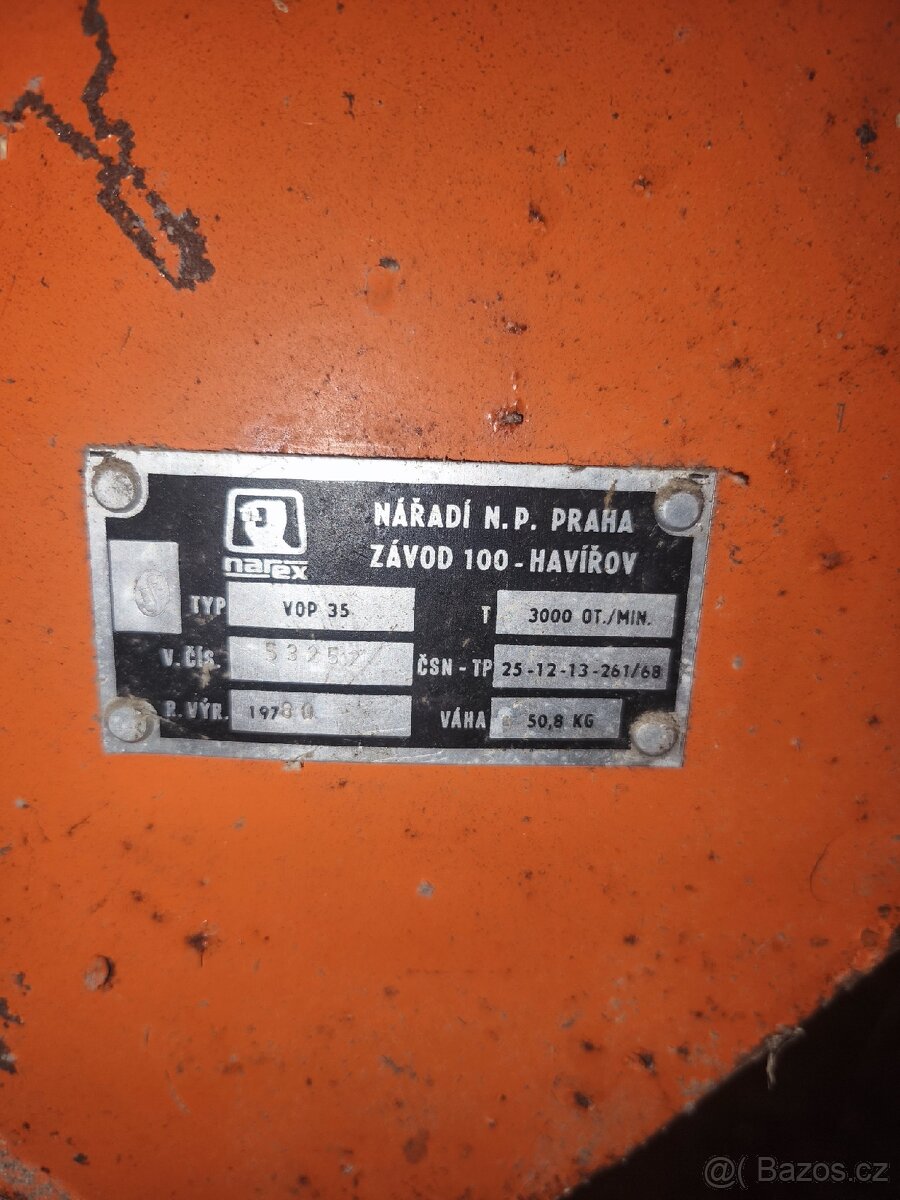 narex
NÁŘADÍ N.P. PRAHA
ZÁVOD 100 - HAVÍŘOV
TYP VOP 35 T 3000 OT./MIN.
V. ČÍS. ČSN - TP 25-12-13-261/68
R. VÝR. 19780 VÁHA 50,8 KG
@( Bazos.cz